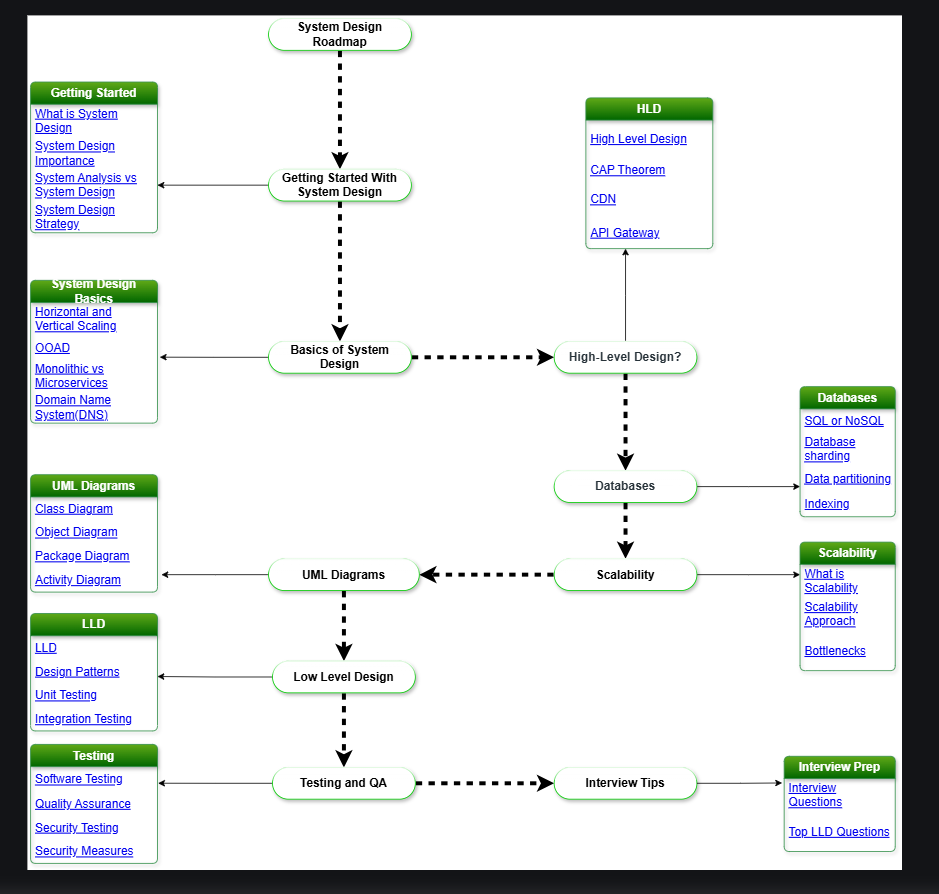 System Design
Roadmap
Getting Started
What is System
Design
System Design
Importance
System Analysis vs
System Design
System Design
Strategy
Getting Started With
System Design
HLD
High Level Design
CAP Theorem
CDN
API Gateway
System Design
Basics
Horizontal and
Vertical Scaling
OOAD
Monolithic vs
Microservices
Domain Name
System(DNS)
Basics of System
Design
High-Level Design?
Databases
SQL or NoSQL
Database
sharding
Data partitioning
Indexing
Databases
UML Diagrams
Class Diagram
Object Diagram
Package Diagram
Activity Diagram
UML Diagrams
Scalability
Scalability
What is
Scalability
Scalability
Approach
Bottlenecks
LLD
LLD
Design Patterns
Unit Testing
Integration Testing
Low Level Design
Testing
Software Testing
Quality Assurance
Security Testing
Security Measures
Testing and QA
Interview Tips
Interview Prep
Interview
Questions
Top LLD Questions